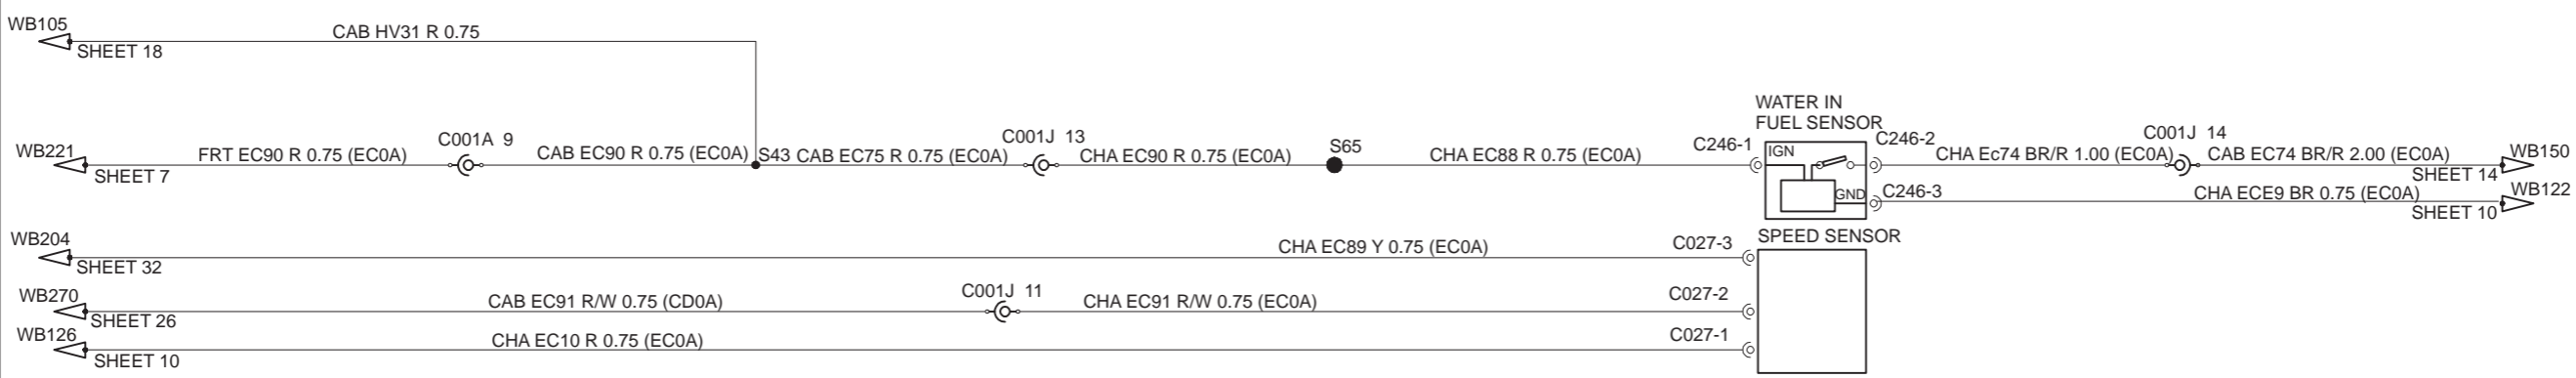 WB105
SHEET 18
CAB HV31 R 0.75
WB221
SHEET 7
FRT EC90 R 0.75 (EC0A)
C001A 9
CAB EC90 R 0.75 (EC0A)
S43
CAB EC75 R 0.75 (EC0A)
C001J 13
CHA EC90 R 0.75 (EC0A)
S65
CHA EC88 R 0.75 (EC0A)
C246-1
WATER IN
FUEL SENSOR
IGN
GND
C246-2
CHA Ec74 BR/R 1.00 (EC0A)
C001J 14
CAB EC74 BR/R 2.00 (EC0A)
WB150
SHEET 14
C246-3
CHA ECE9 BR 0.75 (EC0A)
WB122
SHEET 10
WB204
SHEET 32
CHA EC89 Y 0.75 (EC0A)
C027-3
SPEED SENSOR
WB270
SHEET 26
CAB EC91 R/W 0.75 (CD0A)
C001J 11
CHA EC91 R/W 0.75 (EC0A)
C027-2
WB126
SHEET 10
CHA EC10 R 0.75 (EC0A)
C027-1